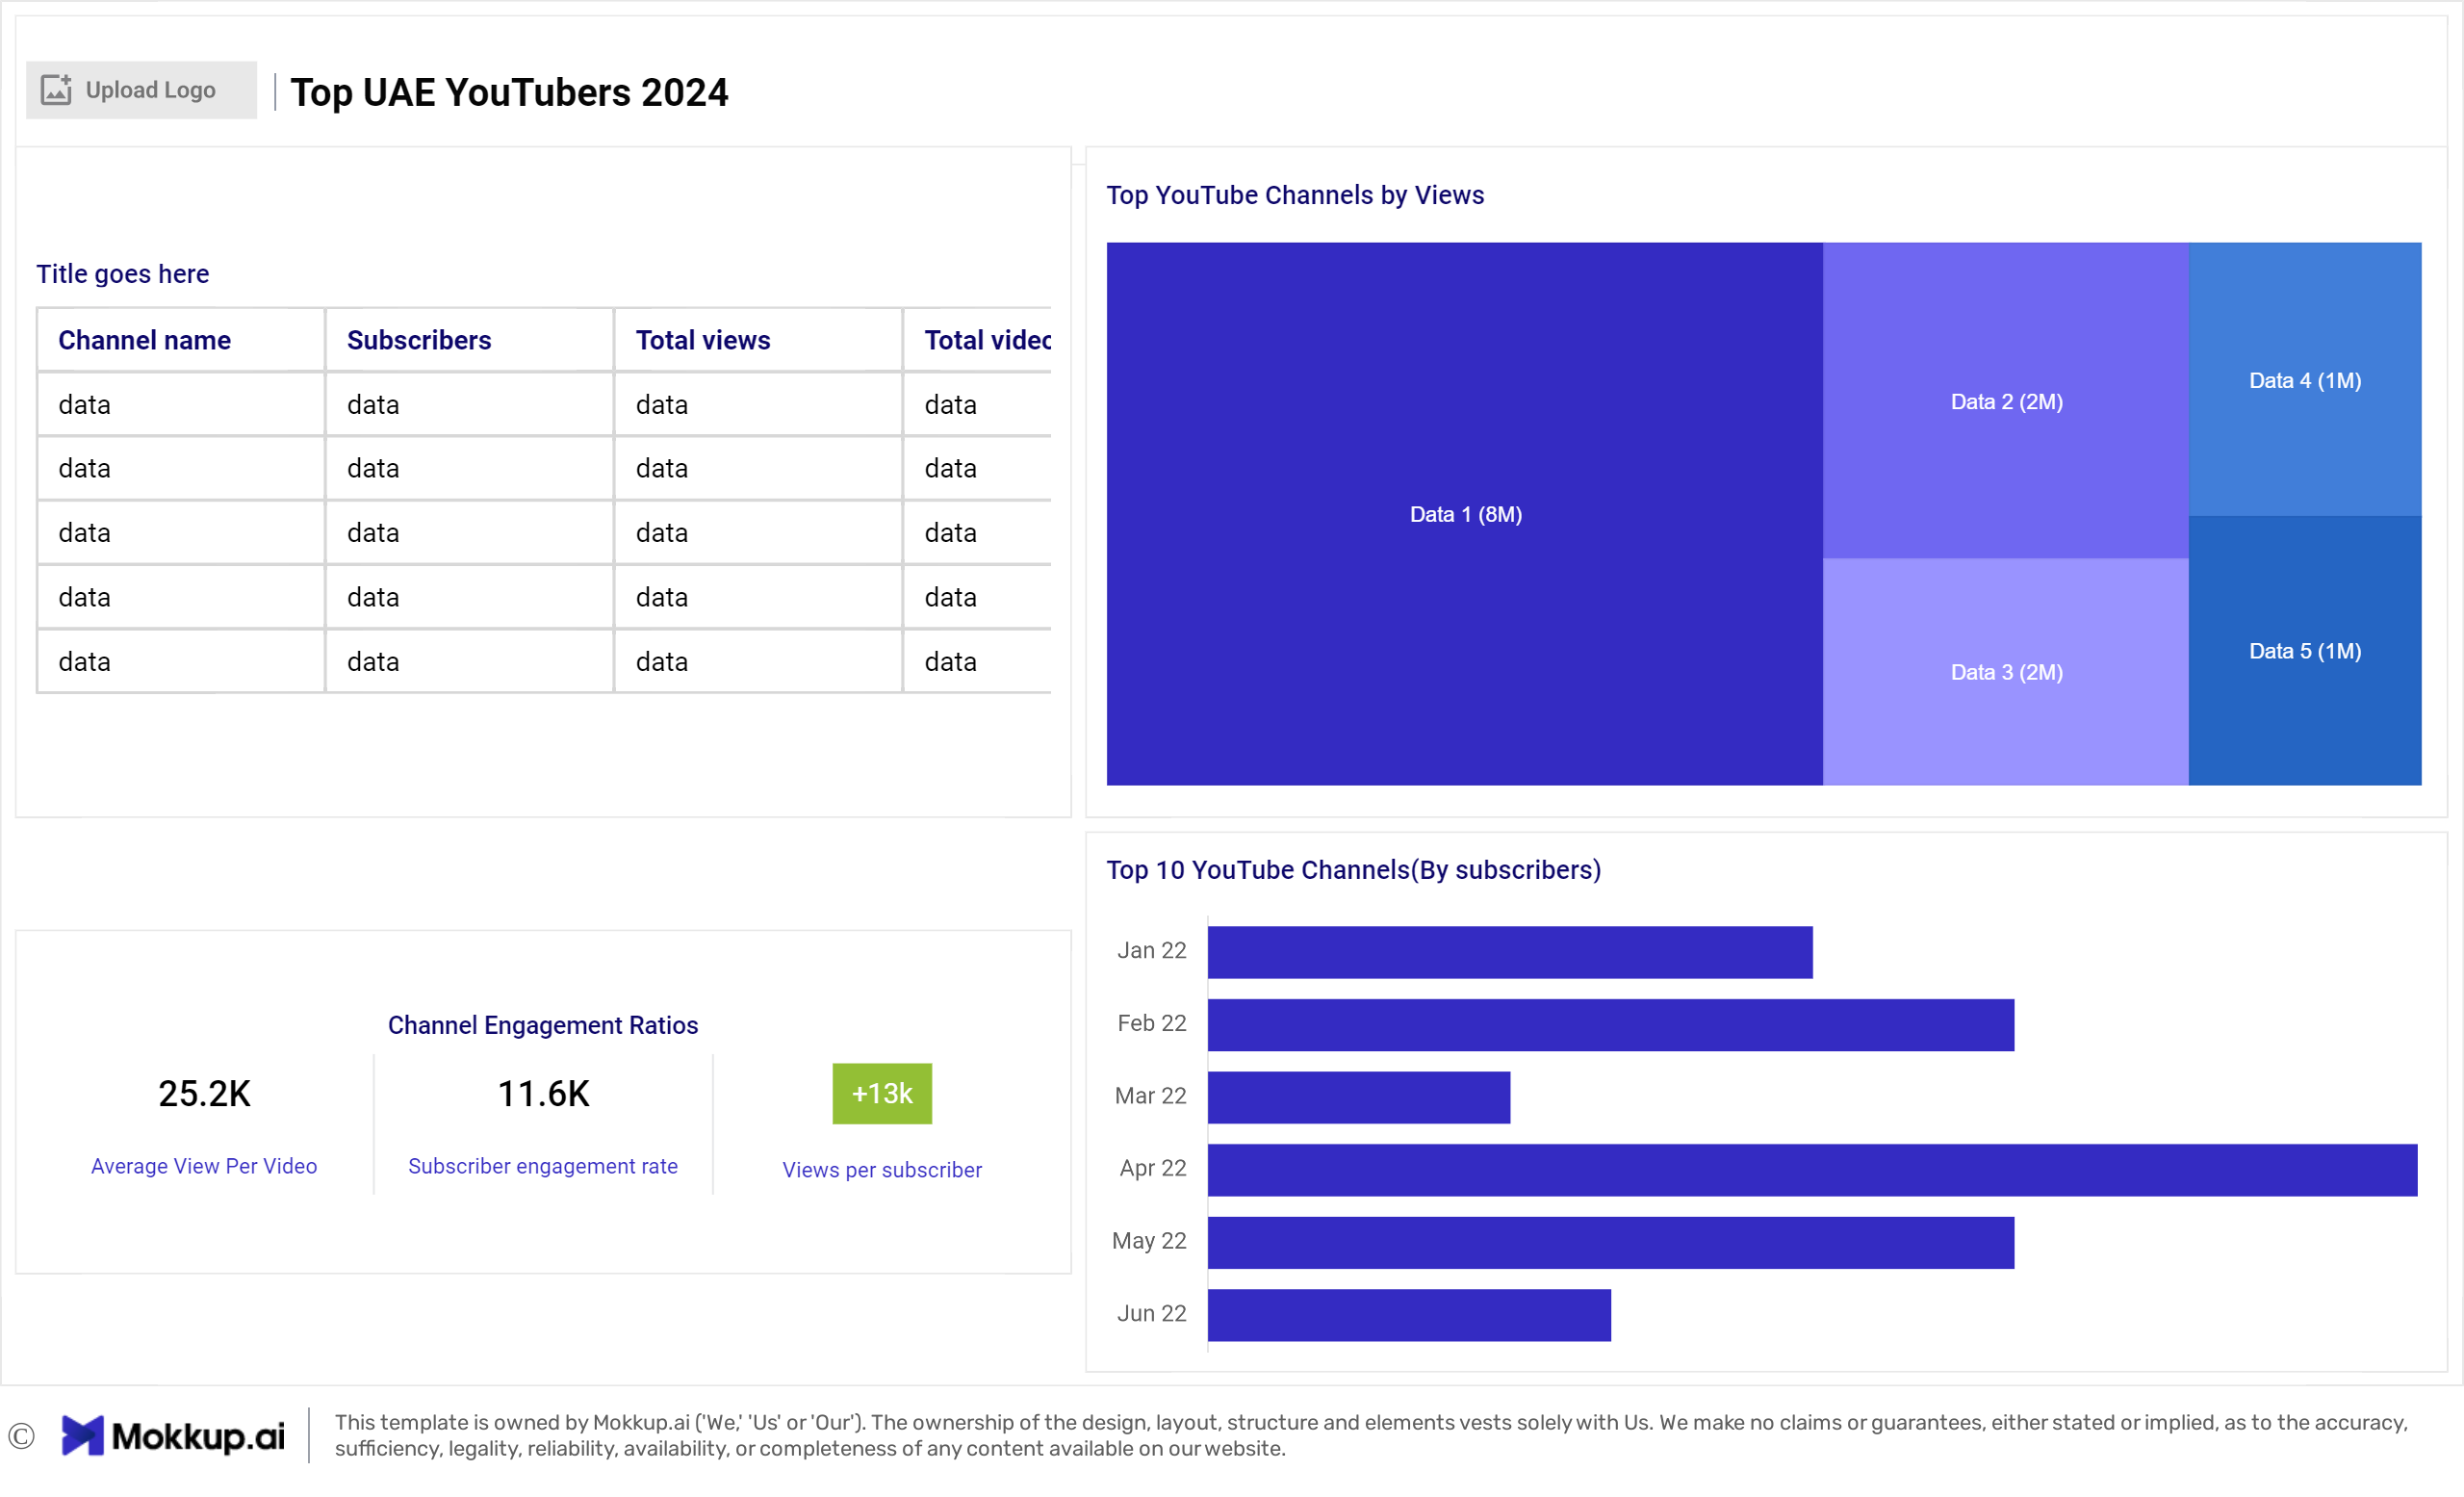 Upload Logo
Top UAE YouTubers 2024
Title goes here
Channel name Subscribers Total views Total videc
data data data data
data data data data
data data data data
data data data data
data data data data
Top YouTube Channels by Views
Data 1 (8M)
Data 2 (2M)
Data 3 (2M)
Data 4 (1M)
Data 5 (1M)
Channel Engagement Ratios
25.2K 11.6K +13k
Average View Per Video Subscriber engagement rate Views per subscriber
Top 10 YouTube Channels(By subscribers)
Jan 22
Feb 22
Mar 22
Apr 22
May 22
Jun 22
© Mokkup.ai
This template is owned by Mokkup.ai ('We,' 'Us' or 'Our'). The ownership of the design, layout, structure and elements vests solely with Us. We make no claims or guarantees, either stated or implied, as to the accuracy,
sufficiency, legality, reliability, availability, or completeness of any content available on our website.